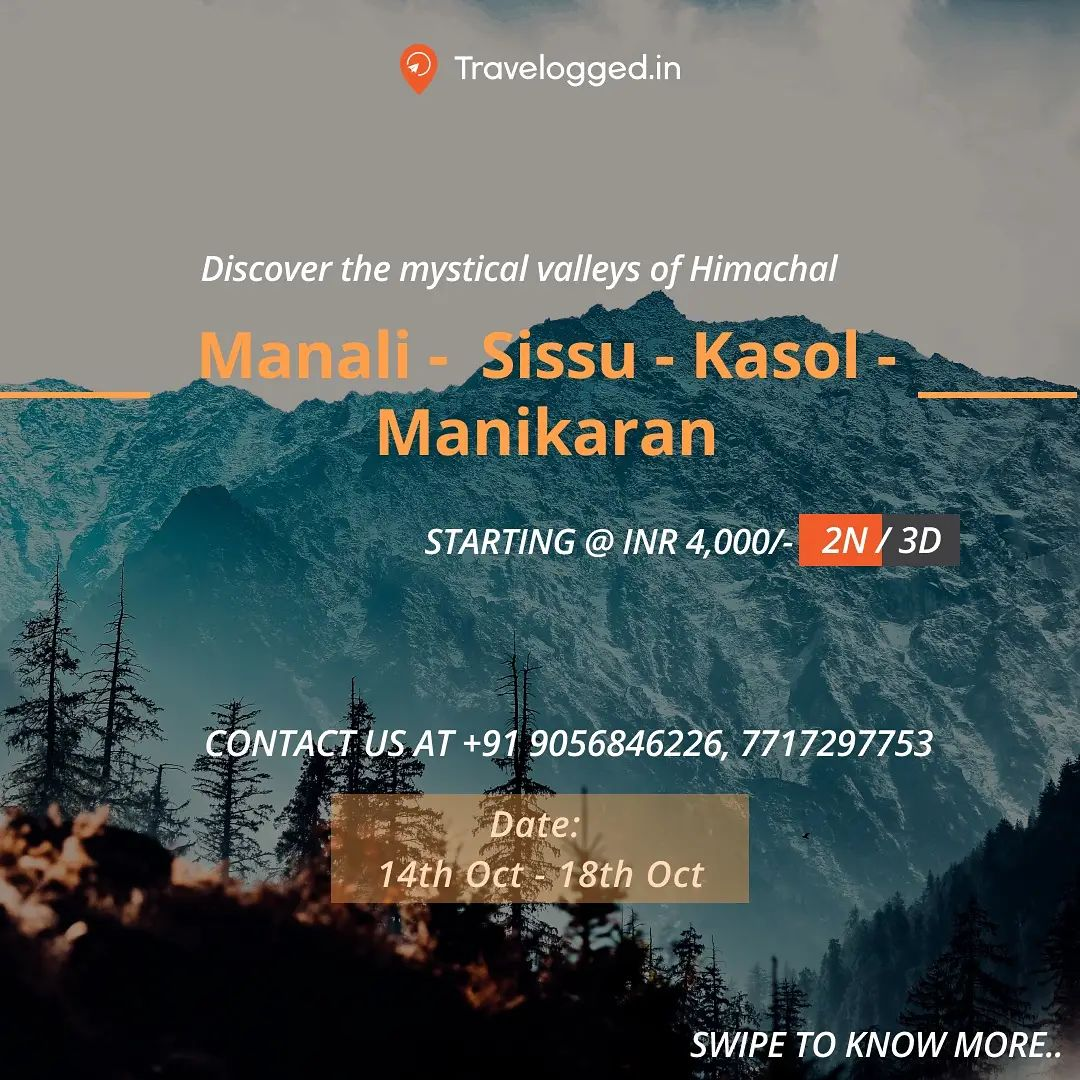 Travelogged.in
Discover the mystical valleys of Himachal
Manali - Sissu - Kasol -
Manikaran
STARTING @ INR 4,000/- 2N / 3D
CONTACT US AT +91 9056846226, 7717297753
Date:
14th Oct - 18th Oct
SWIPE TO KNOW MORE..